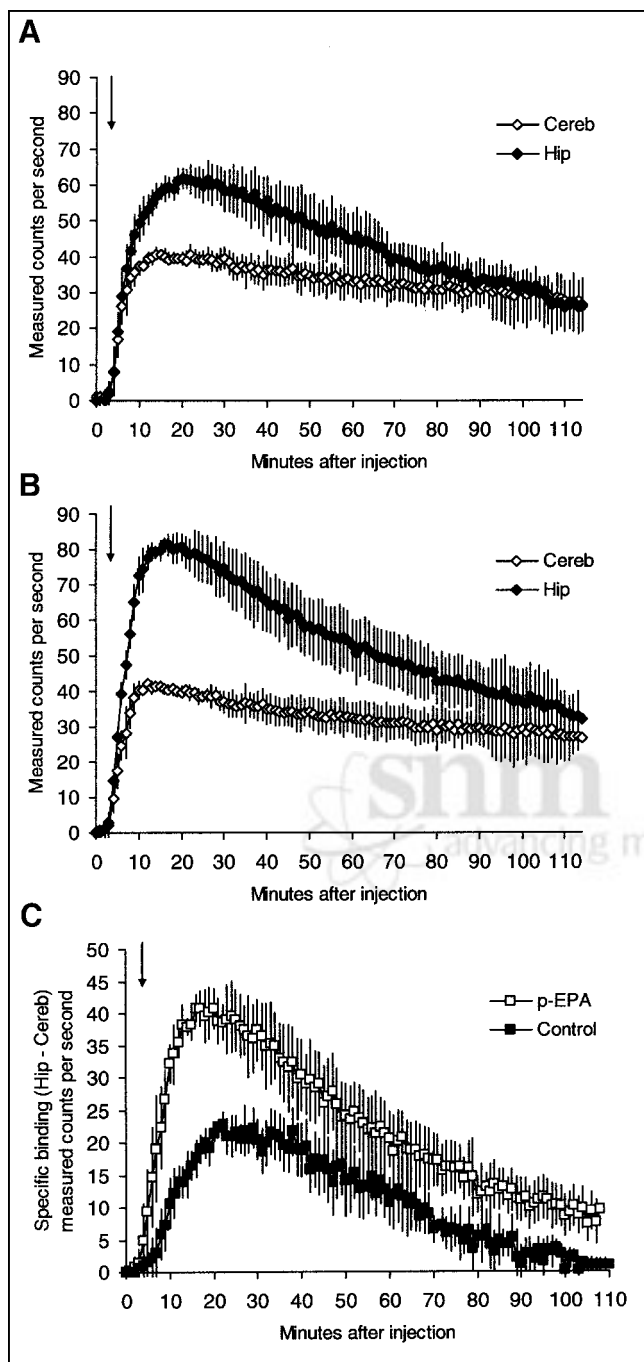 A
90
80
70
60
50
40
30
20
10
0
Measured counts per second
Cereb
Hip
0 10 20 30 40 50 60 70 80 90 100 110
Minutes after injection
B
90
80
70
60
50
40
30
20
10
0
Measured counts per second
Cereb
Hip
0 10 20 30 40 50 60 70 80 90 100 110
Minutes after injection
snm
advancing m
C
50
45
40
35
30
25
20
15
10
5
0
Specific binding (Hip - Cereb)
measured counts per second
p-EPA
Control
0 10 20 30 40 50 60 70 80 90 100 110
Minutes after injection